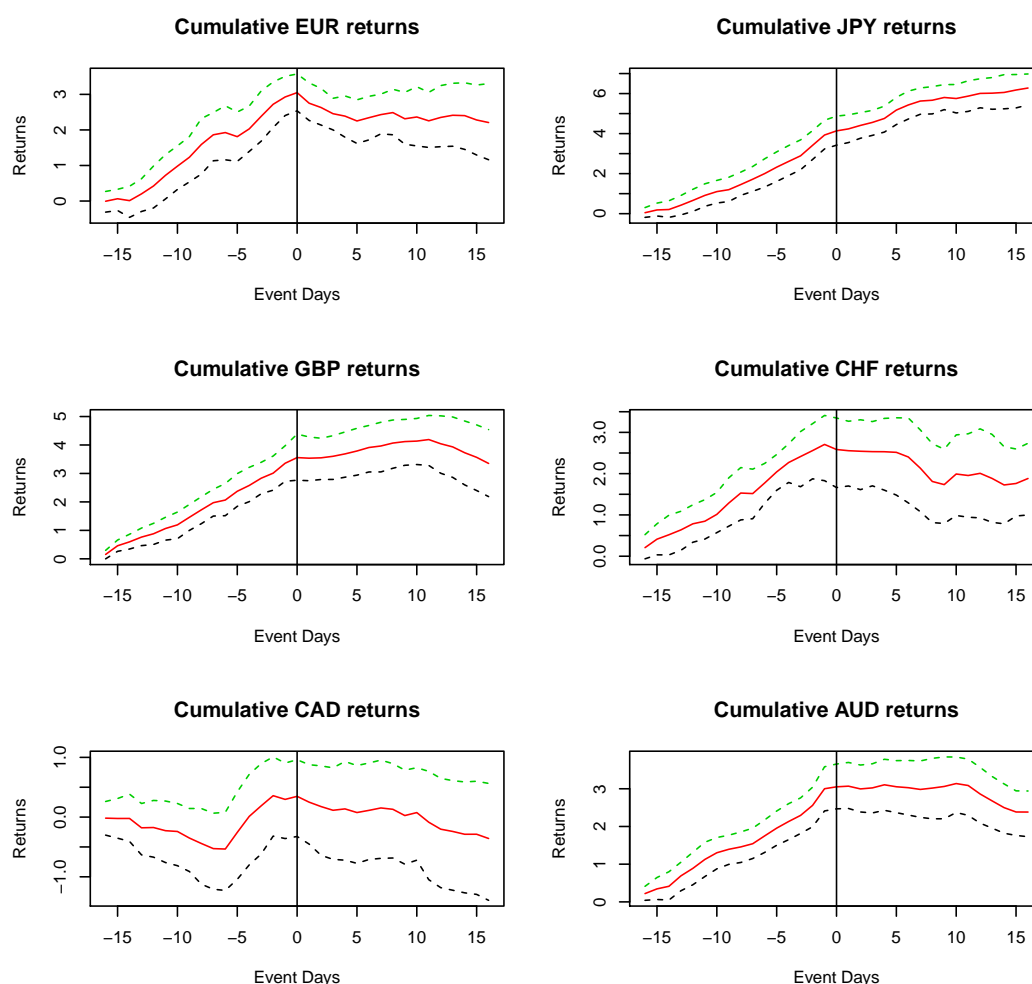 Cumulative EUR returns
Returns
0 1 2 3
−15 −10 −5 0 5 10 15
Event Days
Cumulative JPY returns
Returns
0 2 4 6
−15 −10 −5 0 5 10 15
Event Days
Cumulative GBP returns
Returns
0 1 2 3 4 5
−15 −10 −5 0 5 10 15
Event Days
Cumulative CHF returns
Returns
0.0 1.0 2.0 3.0
−15 −10 −5 0 5 10 15
Event Days
Cumulative CAD returns
Returns
−1.0 0.0 1.0
−15 −10 −5 0 5 10 15
Event Days
Cumulative AUD returns
Returns
0 1 2 3
−15 −10 −5 0 5 10 15
Event Days